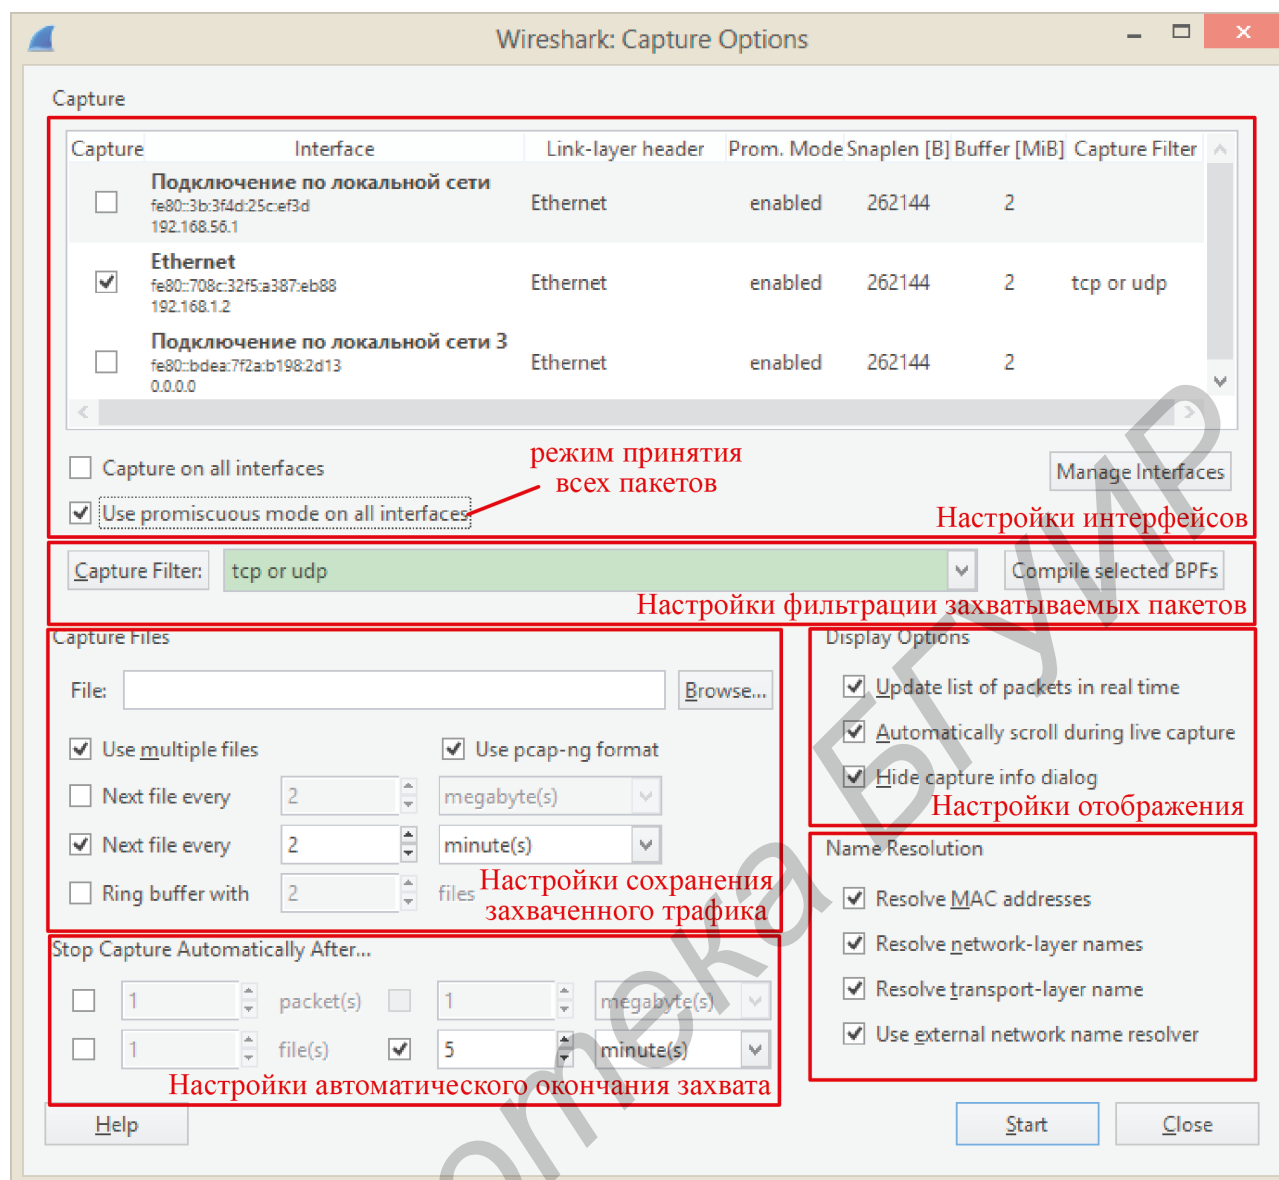 Wireshark: Capture Options
Capture
Capture Interface Link-layer header Prom. Mode Snaplen [B] Buffer [MiB] Capture Filter
Подключение по локальной сети
fe80::3b:3f4d:25c:ef3d
192.168.56.1
Ethernet enabled 262144 2
Ethernet
fe80::708c:32f5:a387:eb88
192.168.1.2
Ethernet enabled 262144 2 tcp or udp
Подключение по локальной сети 3
fe80::bdea:7f2a:b198:2d13
0.0.0.0
Ethernet enabled 262144 2
Capture on all interfaces
режим принятия
всех пакетов
Manage Interfaces
Use promiscuous mode on all interfaces
Настройки интерфейсов
Capture Filter: tcp or udp Compile selected BPFs
Настройки фильтрации захватываемых пакетов
Capture Files
File: Browse...
Use multiple files Use pcap-ng format
Next file every 2 megabyte(s)
Next file every 2 minute(s)
Ring buffer with 2 files
Настройки сохранения
захваченного трафика
Display Options
Update list of packets in real time
Automatically scroll during live capture
Hide capture info dialog
Настройки отображения
Name Resolution
Resolve MAC addresses
Resolve network-layer names
Resolve transport-layer name
Use external network name resolver
Stop Capture Automatically After...
1 packet(s) 1 megabyte(s)
1 file(s) 5 minute(s)
Настройки автоматического окончания захвата
Help Start Close
отека БГУИР